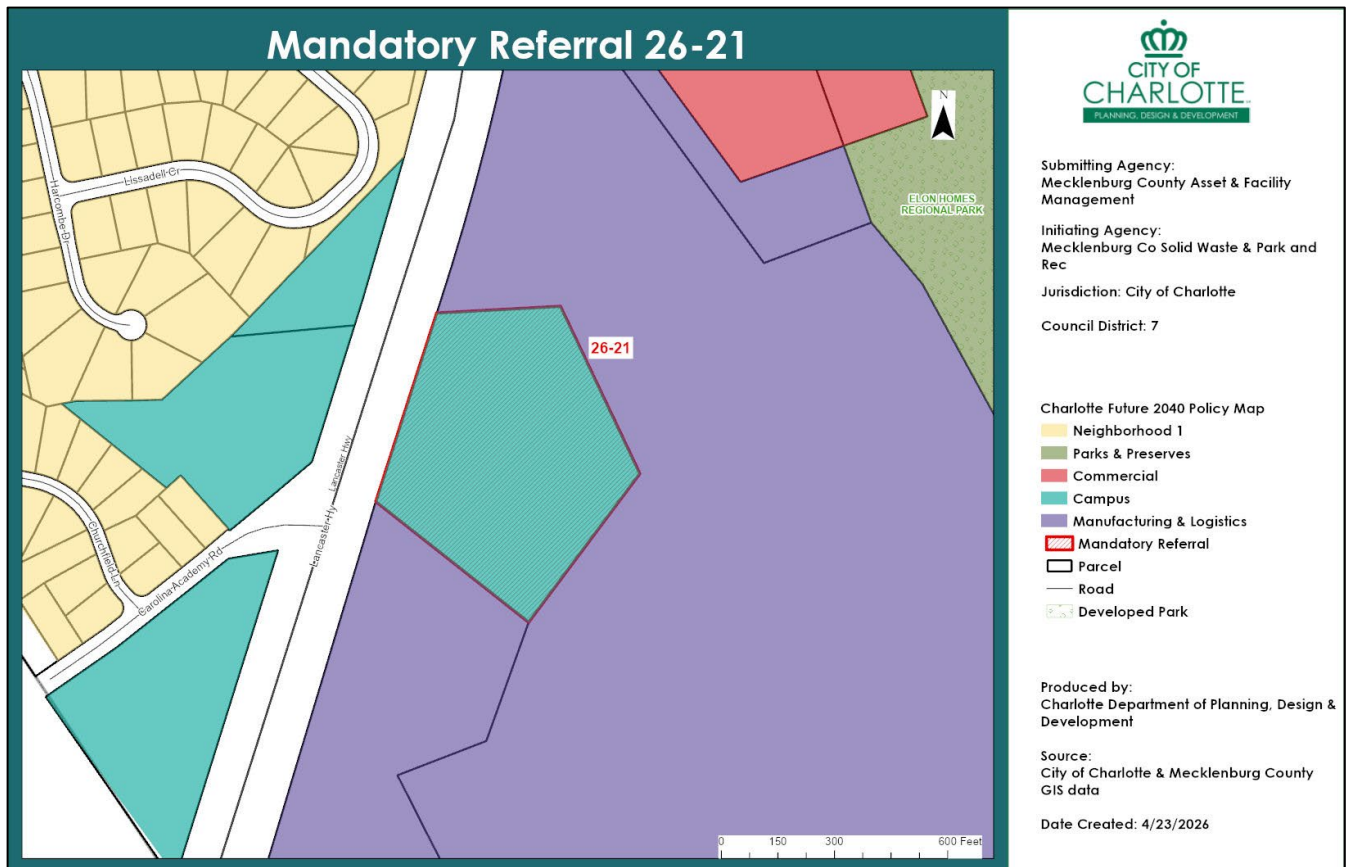 Mandatory Referral 26-21
Harcombe Dr
Lissadell Cr
N
ELON HOMES
REGIONAL PARK
26-21
Lancaster Hwy
Lancaster-Hy
Churchfield-Ln
Carolina-Academy Rd
0 150 300 600 Feet
CITY OF
CHARLOTTE
PLANNING, DESIGN & DEVELOPMENT
Submitting Agency:
Mecklenburg County Asset & Facility
Management
Initiating Agency:
Mecklenburg Co Solid Waste & Park and
Rec
Jurisdiction: City of Charlotte
Council District: 7
Charlotte Future 2040 Policy Map
Neighborhood 1
Parks & Preserves
Commercial
Campus
Manufacturing & Logistics
Mandatory Referral
Parcel
Road
Developed Park
Produced by:
Charlotte Department of Planning, Design &
Development
Source:
City of Charlotte & Mecklenburg County
GIS data
Date Created: 4/23/2026